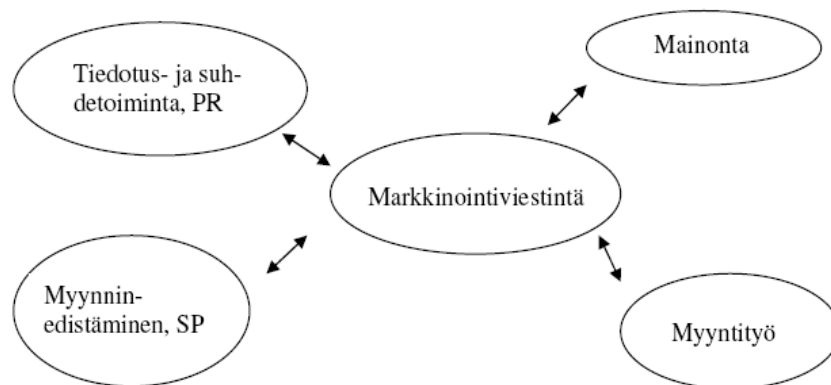 Tiedotus- ja suh-
detoiminta, PR
Mainonta
Markkinointiviestintä
Myynnin-
edistäminen, SP
Myyntityö